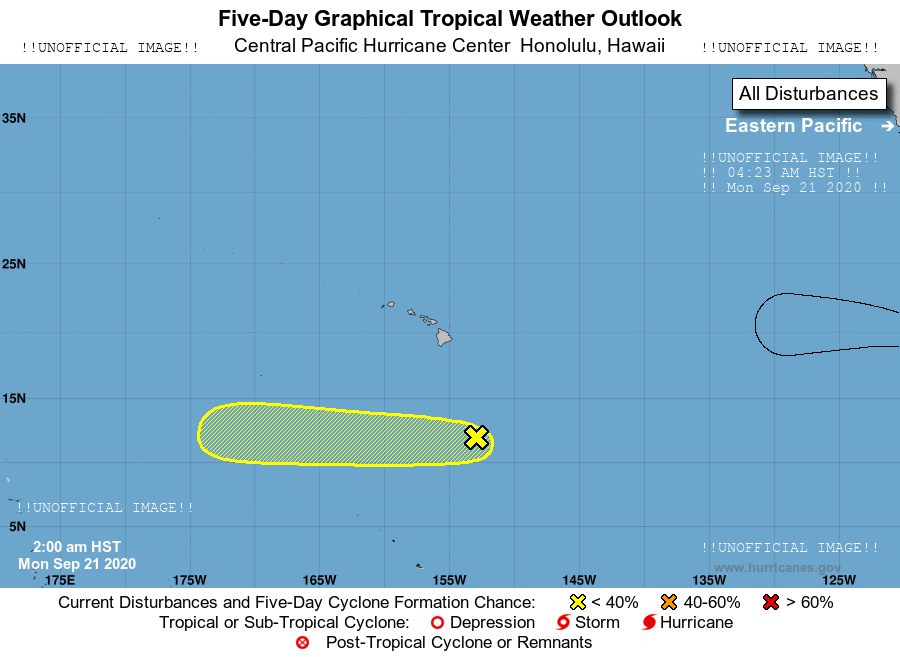 Five-Day Graphical Tropical Weather Outlook
!!UNOFFICIAL IMAGE!! Central Pacific Hurricane Center Honolulu, Hawaii !!UNOFFICIAL IMAGE!!
All Disturbances
35N
Eastern Pacific
!!UNOFFICIAL IMAGE!!
!! 04:23 AM HST !!
!! Mon Sep 21 2020 !!
25N
15N
!!UNOFFICIAL IMAGE!!
5N
2:00 am HST
Mon Sep 21 2020
!!UNOFFICIAL IMAGE!!
www.hurricanes.gov
175E 175W 165W 155W 145W 135W 125W
Current Disturbances and Five-Day Cyclone Formation Chance: < 40% 40-60% > 60%
Tropical or Sub-Tropical Cyclone: Depression Storm Hurricane
Post-Tropical Cyclone or Remnants